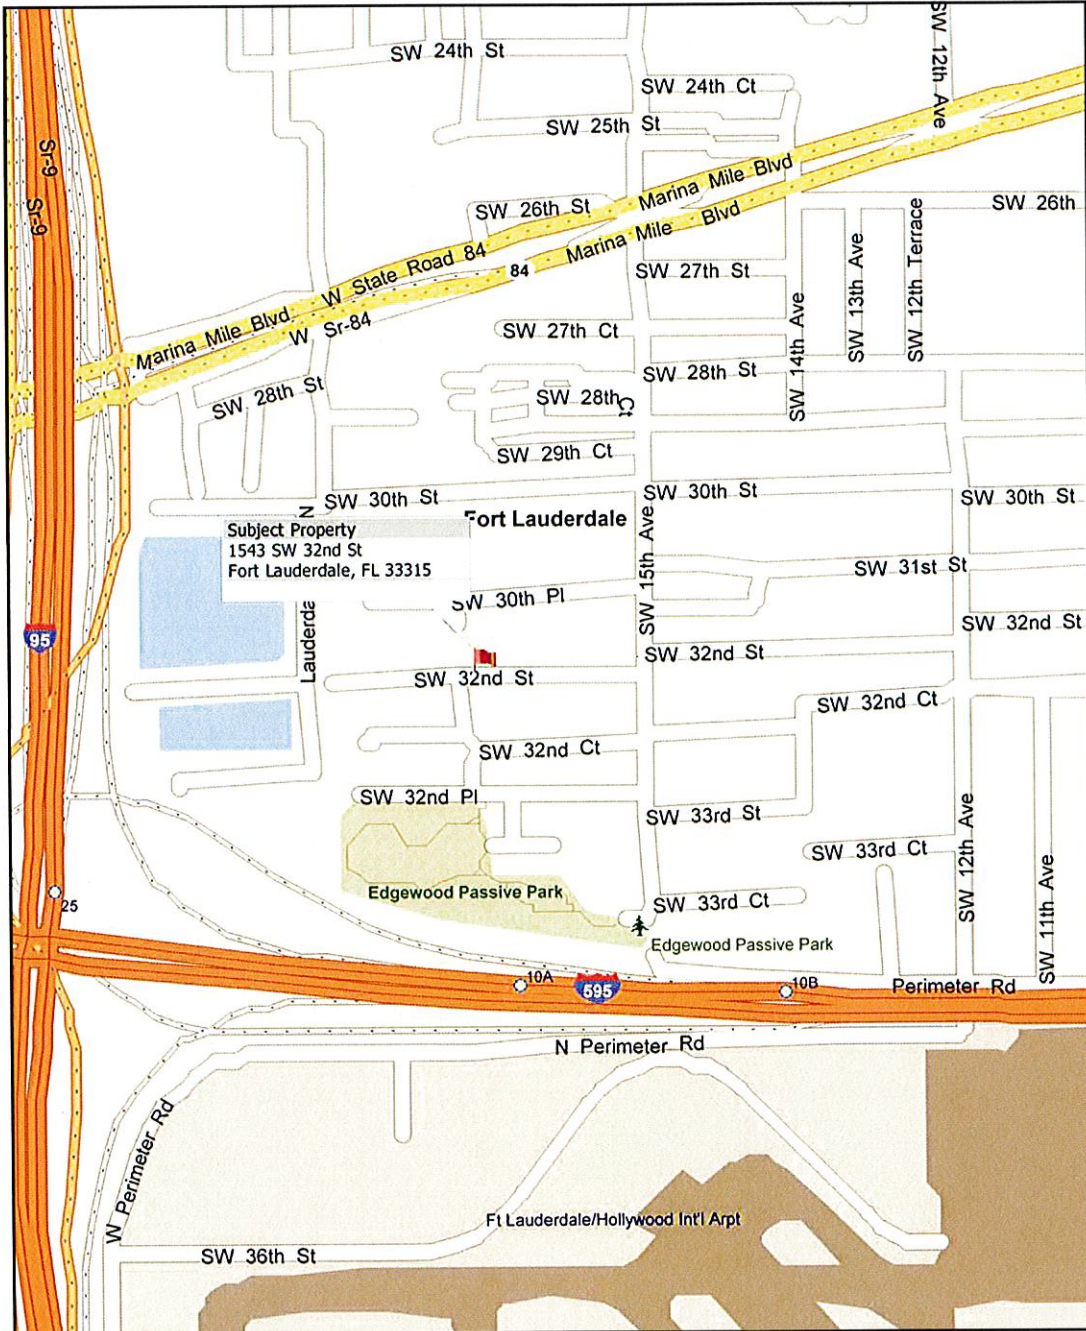 SW 24th St
SW 12th Ave
SW 24th Ct
SW 25th St
Sr-9
Sr-9
Marina Mile Blvd
SW 26th St
SW 26th
Marina Mile Blvd
W State Road 84
84
SW 27th St
SW 13th Ave
SW 12th Terrace
Marina Mile Blvd
W Sr-84
SW 27th Ct
SW 14th Ave
SW 28th St
SW 28th St
SW 28th Ct
SW 29th Ct
SW 30th St
SW 30th St
SW 30th St
N
Fort Lauderdale
Subject Property
1543 SW 32nd St
Fort Lauderdale, FL 33315
SW 15th Ave
SW 31st St
SW 30th Pl
Lauderda
SW 32nd St
95
SW 32nd St
SW 32nd St
SW 32nd Ct
SW 32nd Ct
SW 32nd Pl
SW 33rd St
SW 33rd Ct
SW 12th Ave
SW 11th Ave
Edgewood Passive Park
25
SW 33rd Ct
Edgewood Passive Park
10A
595
10B
Perimeter Rd
N Perimeter Rd
W Perimeter Rd
Ft Lauderdale/Hollywood Int'l Arpt
SW 36th St